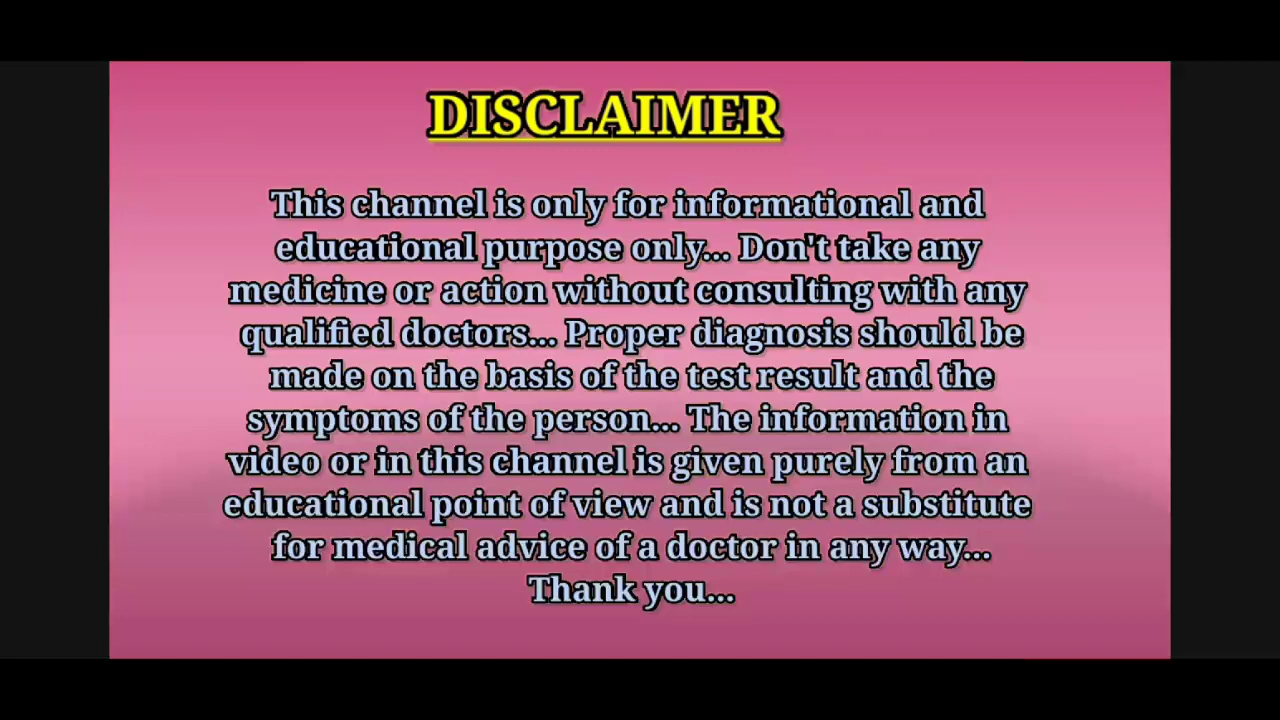 DISCLAIMER
This channel is only for informational and
educational purpose only... Don't take any
medicine or action without consulting with any
qualified doctors... Proper diagnosis should be
made on the basis of the test result and the
symptoms of the person... The information in
video or in this channel is given purely from an
educational point of view and is not a substitute
for medical advice of a doctor in any way...
Thank you...